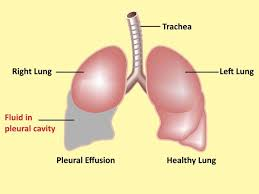 Trachea
Right Lung
Left Lung
Fluid in
pleural cavity
Pleural Effusion
Healthy Lung